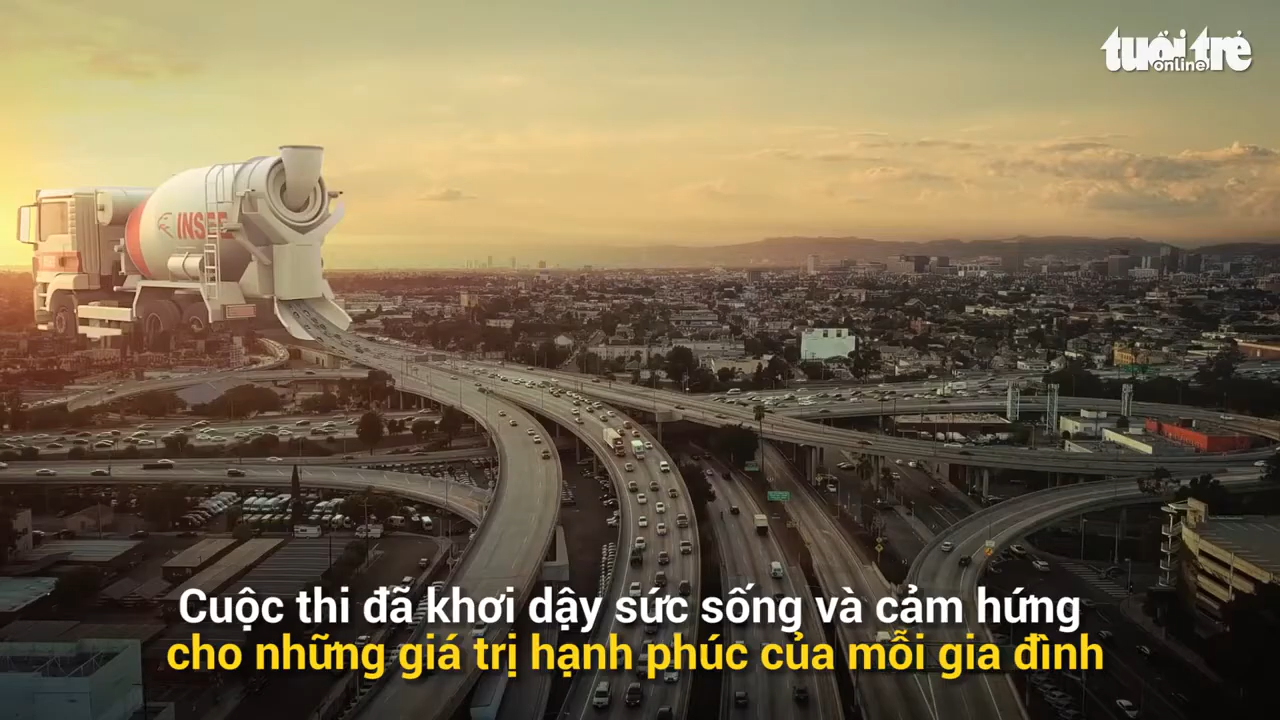 tuổi trẻ
online
INSEE
Cuộc thi đã khơi dậy sức sống và cảm hứng
cho những giá trị hạnh phúc của mỗi gia đình